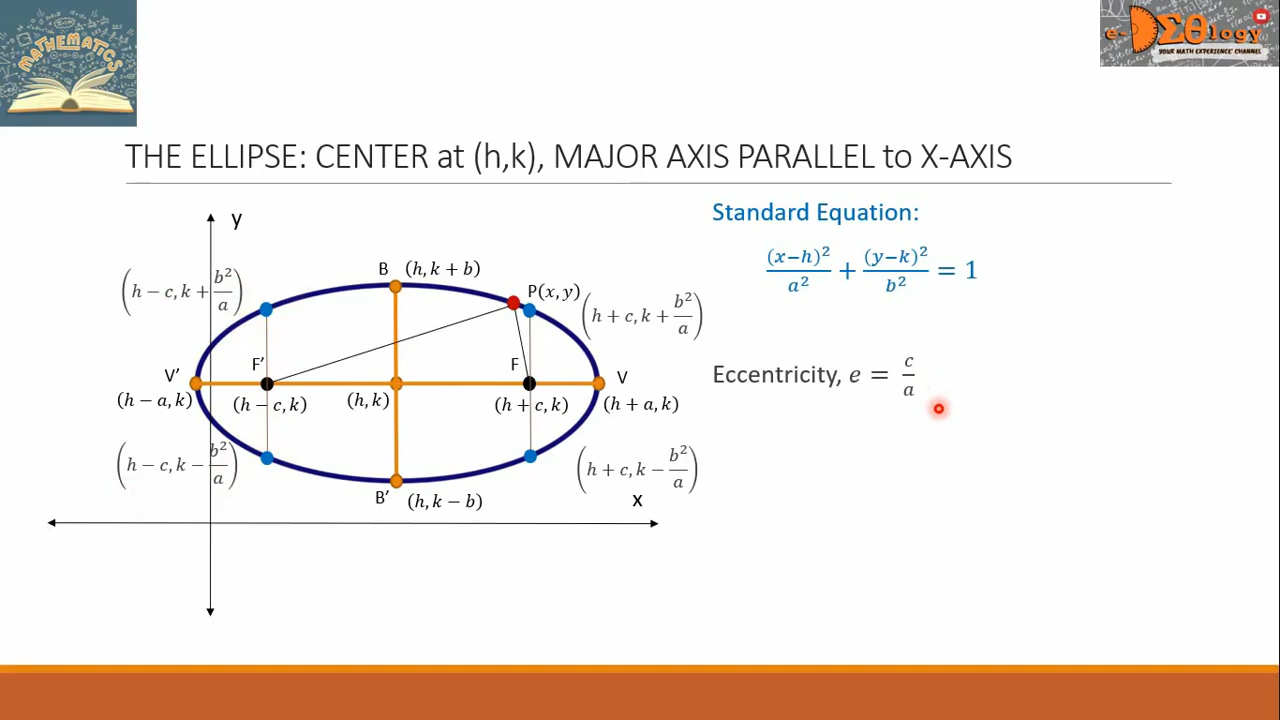 MATHEMATICS
e-DΣθlogy
YOUR MATH EXPERIENCE CHANNEL
THE ELLIPSE: CENTER at (h,k), MAJOR AXIS PARALLEL to X-AXIS
y
Standard Equation:
(x−h)²/a² + (y−k)²/b² = 1
B (h, k + b)
(h − c, k + b²/a)
P(x, y)
(h + c, k + b²/a)
V' F' F V
Eccentricity, e = c/a
(h − a, k) (h − c, k) (h, k) (h + c, k) (h + a, k)
(h − c, k − b²/a)
(h + c, k − b²/a)
B' (h, k − b)
x